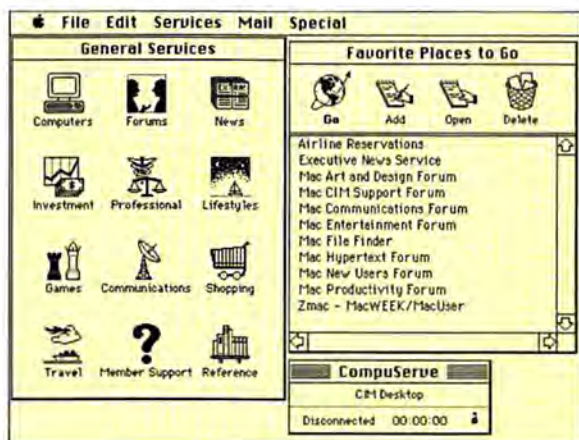 File Edit Services Mail Special
General Services
Computers Forums News
Investment Professional Lifestyles
Games Communications Shopping
Travel Member Support Reference
Favorite Places to Go
Go Add Open Delete
Airline Reservations
Executive News Service
Mac Art and Design Forum
Mac CIM Support Forum
Mac Communications Forum
Mac Entertainment Forum
Mac File Finder
Mac Hypertext Forum
Mac New Users Forum
Mac Productivity Forum
Zmac - MacWEEK/MacUser
CompuServe
CIM Desktop
Disconnected 00:00:00